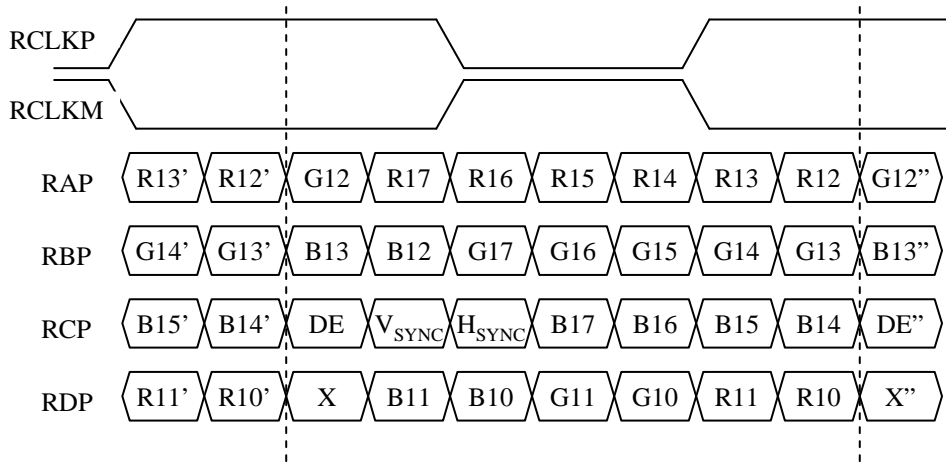 RCLKP
RCLKM
RAP R13’ R12’ G12 R17 R16 R15 R14 R13 R12 G12”
RBP G14’ G13’ B13 B12 G17 G16 G15 G14 G13 B13”
RCP B15’ B14’ DE VSYNC HSYNC B17 B16 B15 B14 DE”
RDP R11’ R10’ X B11 B10 G11 G10 R11 R10 X”